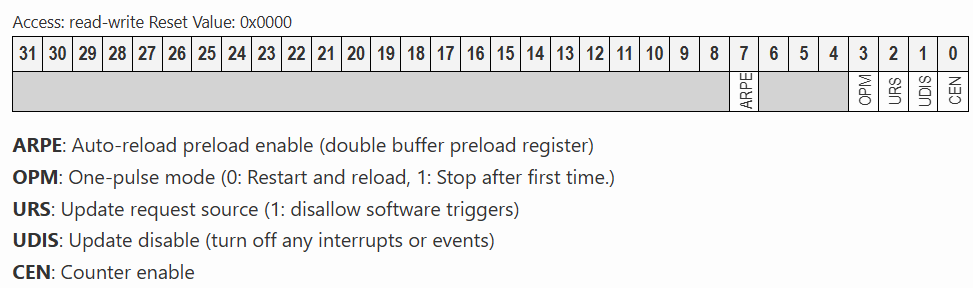 Access: read-write Reset Value: 0x0000
31 30 29 28 27 26 25 24 23 22 21 20 19 18 17 16 15 14 13 12 11 10 9 8 7 6 5 4 3 2 1 0
ARPE OPM URS UDIS CEN
ARPE: Auto-reload preload enable (double buffer preload register)
OPM: One-pulse mode (0: Restart and reload, 1: Stop after first time.)
URS: Update request source (1: disallow software triggers)
UDIS: Update disable (turn off any interrupts or events)
CEN: Counter enable